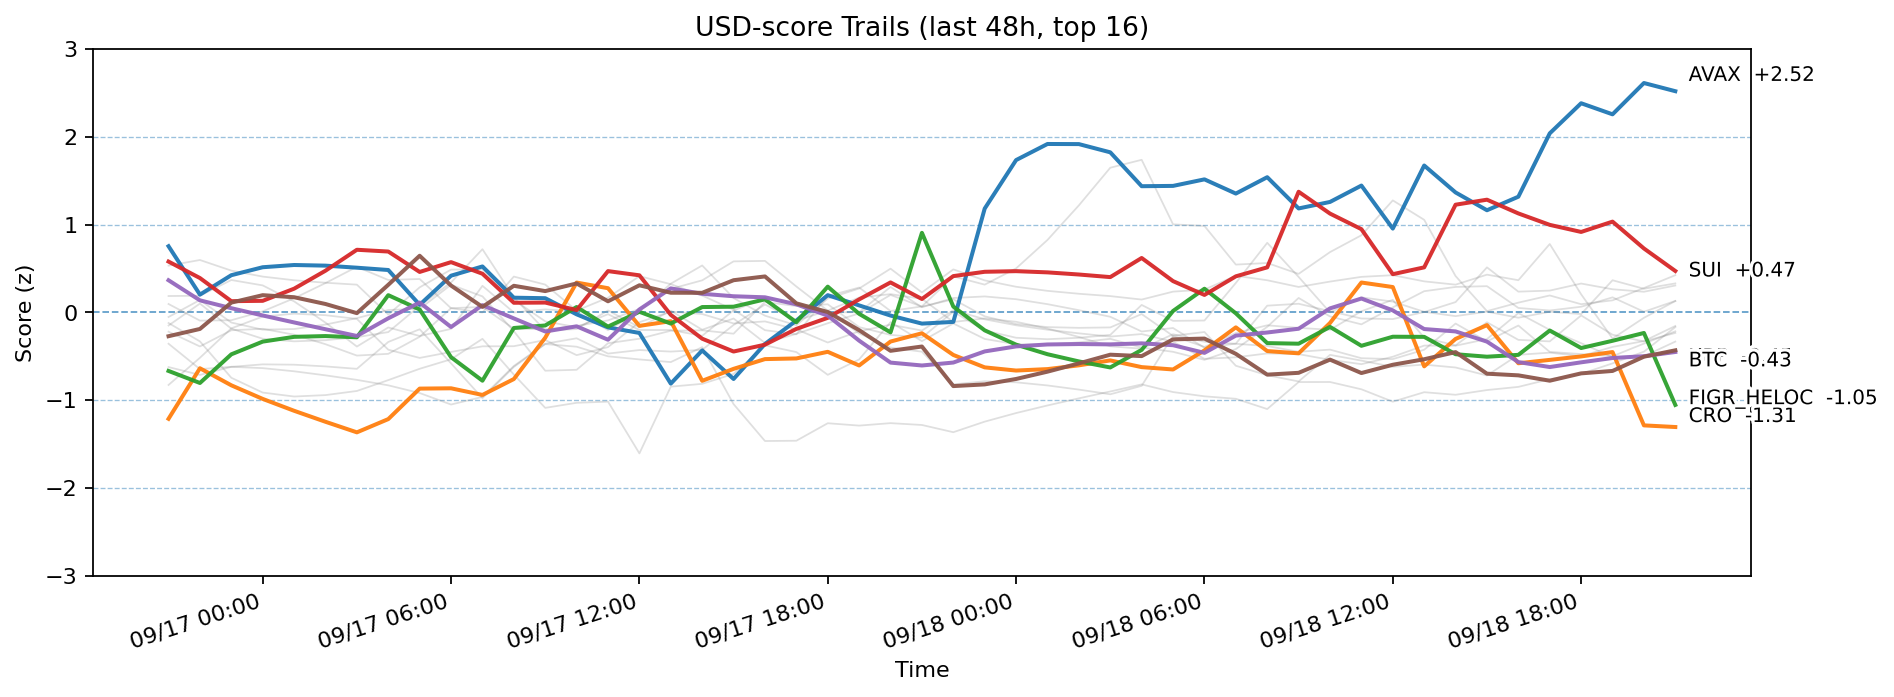 USD-score Trails (last 48h, top 16)
Score (z)
3
2
1
0
−1
−2
−3
AVAX +2.52
SUI +0.47
BTC -0.43
FIGR_HELOC -1.05
CRO -1.31
09/17 00:00
09/17 06:00
09/17 12:00
09/17 18:00
09/18 00:00
09/18 06:00
09/18 12:00
09/18 18:00
Time